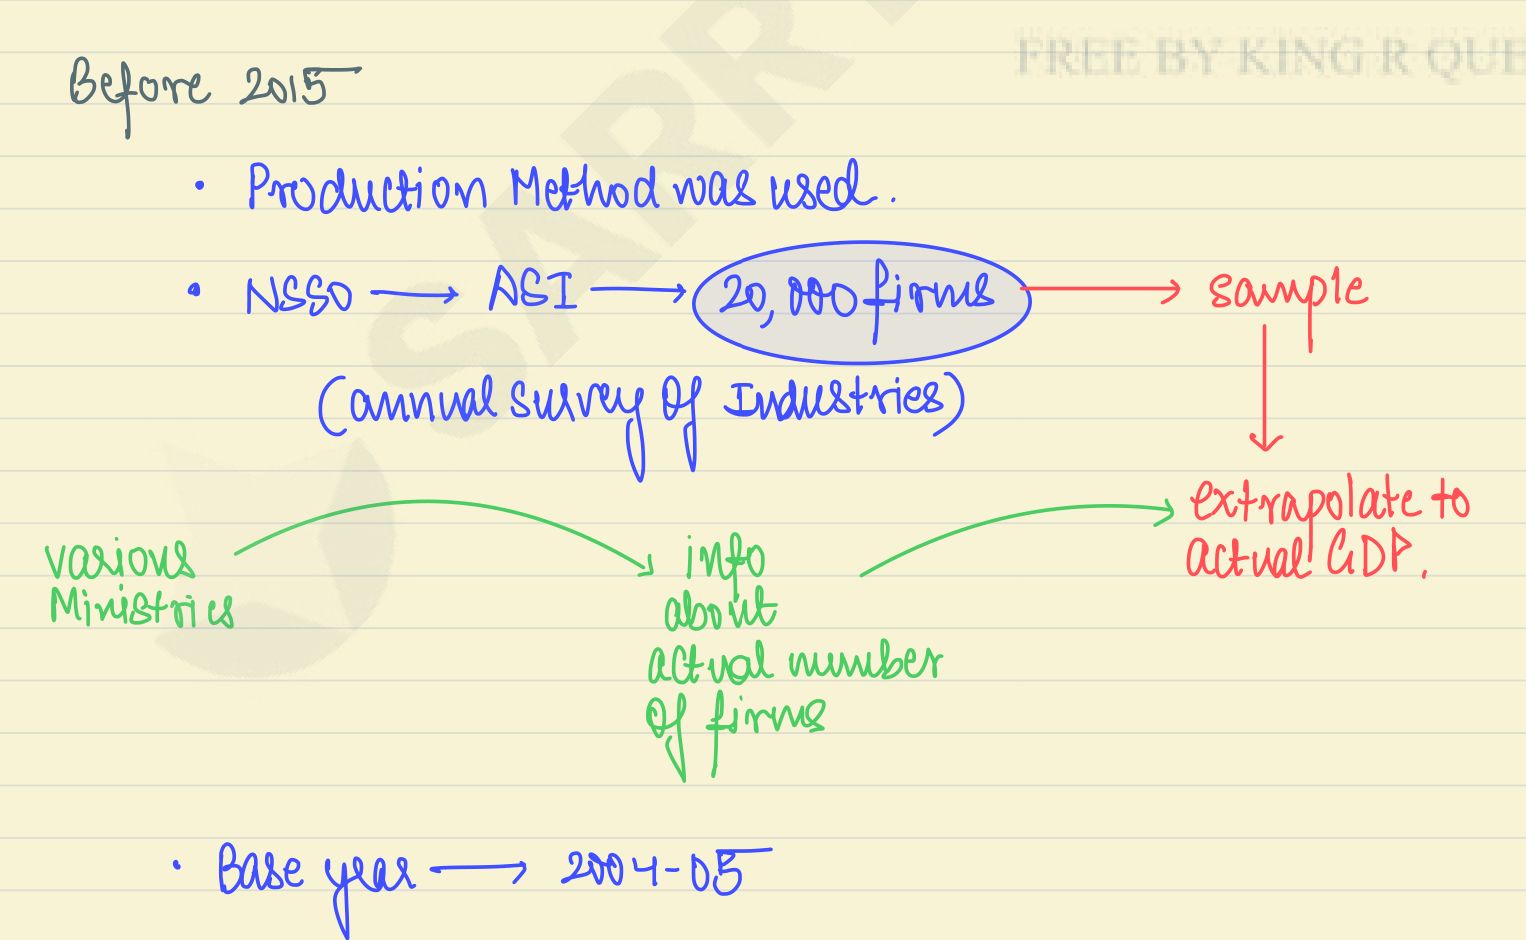 FREE BY KING R QUE
Before 2015
• Production Method was used.
• NSSO → ASI → 20,000 firms → sample
(annual survey of Industries)
extrapolate to
actual GDP.
various
Ministries
info
about
actual number
of firms
• Base year → 2004-05
SARR